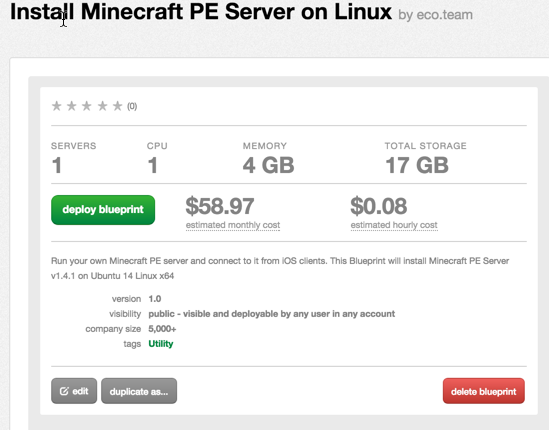 Install Minecraft PE Server on Linux by eco.team
(0)
SERVERS CPU MEMORY TOTAL STORAGE
1 1 4 GB 17 GB
deploy blueprint $58.97 $0.08
estimated monthly cost estimated hourly cost
Run your own Minecraft PE server and connect to it from iOS clients. This Blueprint will install Minecraft PE Server
v1.4.1 on Ubuntu 14 Linux x64
version 1.0
visibility public - visible and deployable by any user in any account
company size 5,000+
tags Utility
edit duplicate as... delete blueprint